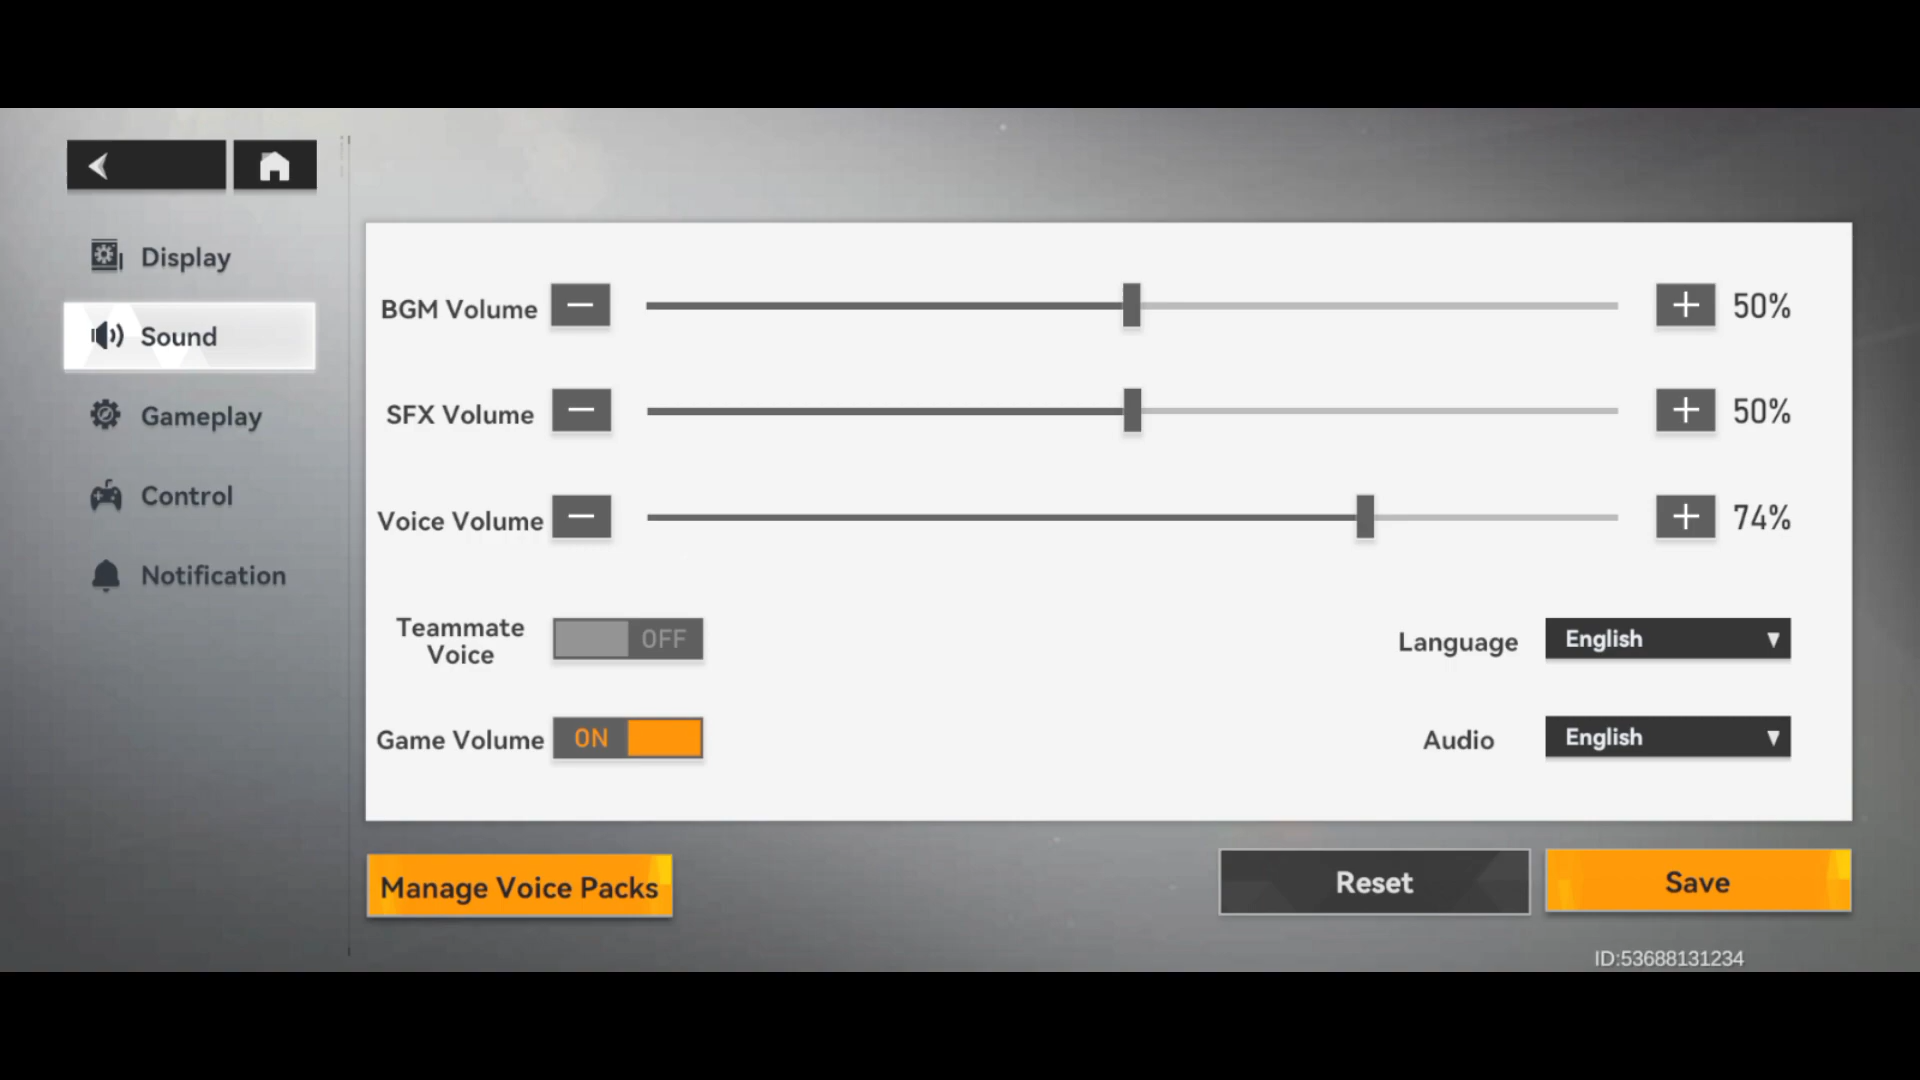 Display
Sound
Gameplay
Control
Notification
BGM Volume 50%
SFX Volume 50%
Voice Volume 74%
Teammate
Voice
OFF
Language English
Game Volume ON
Audio English
Manage Voice Packs
Reset
Save
ID:53688131234